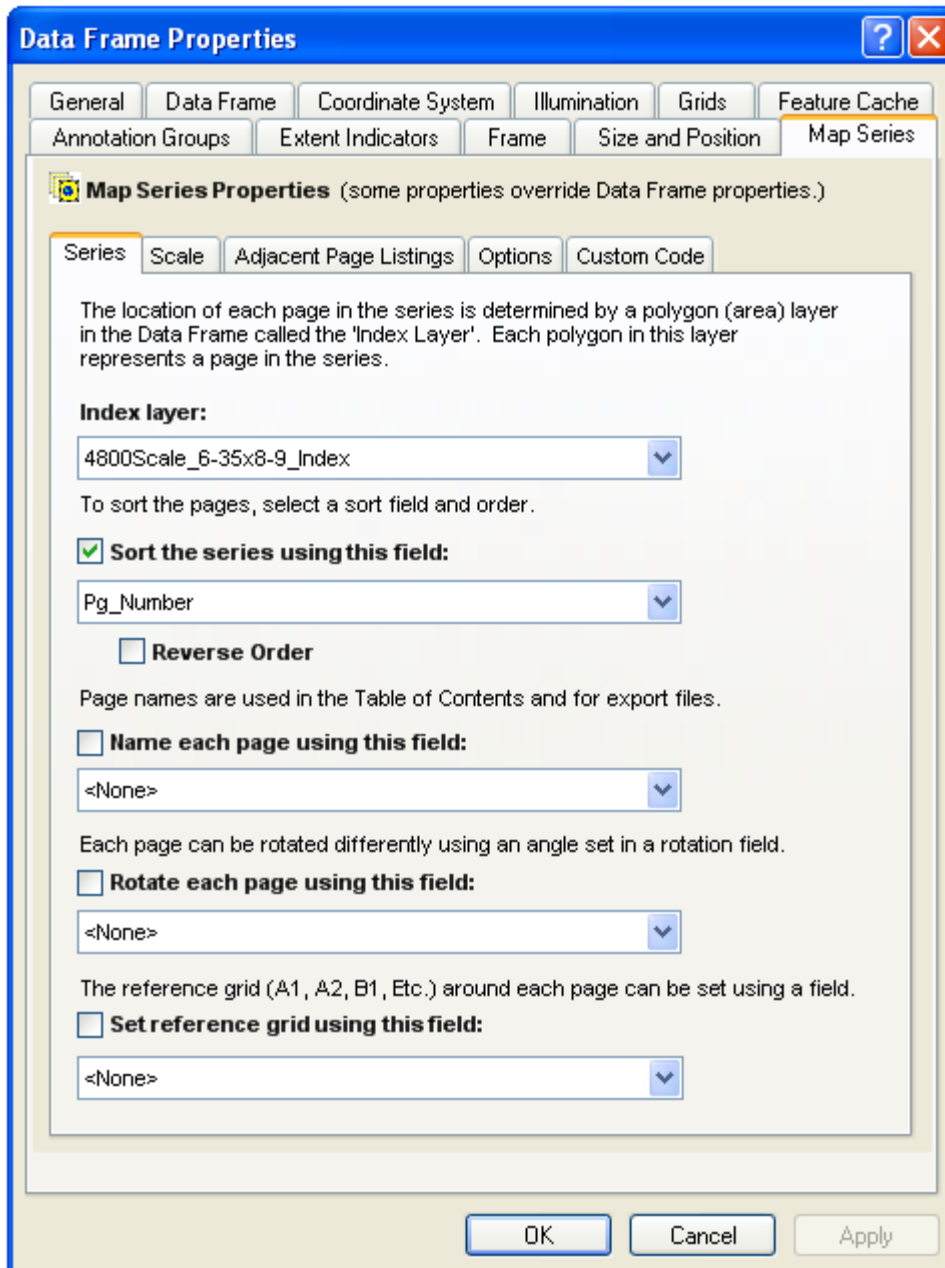 Data Frame Properties
General Data Frame Coordinate System Illumination Grids Feature Cache
Annotation Groups Extent Indicators Frame Size and Position Map Series
Map Series Properties (some properties override Data Frame properties.)
Series Scale Adjacent Page Listings Options Custom Code
The location of each page in the series is determined by a polygon (area) layer
in the Data Frame called the 'Index Layer'. Each polygon in this layer
represents a page in the series.
Index layer:
4800Scale_6-35x8-9_Index
To sort the pages, select a sort field and order.
Sort the series using this field:
Pg_Number
Reverse Order
Page names are used in the Table of Contents and for export files.
Name each page using this field:
<None>
Each page can be rotated differently using an angle set in a rotation field.
Rotate each page using this field:
<None>
The reference grid (A1, A2, B1, Etc.) around each page can be set using a field.
Set reference grid using this field:
<None>
OK Cancel Apply